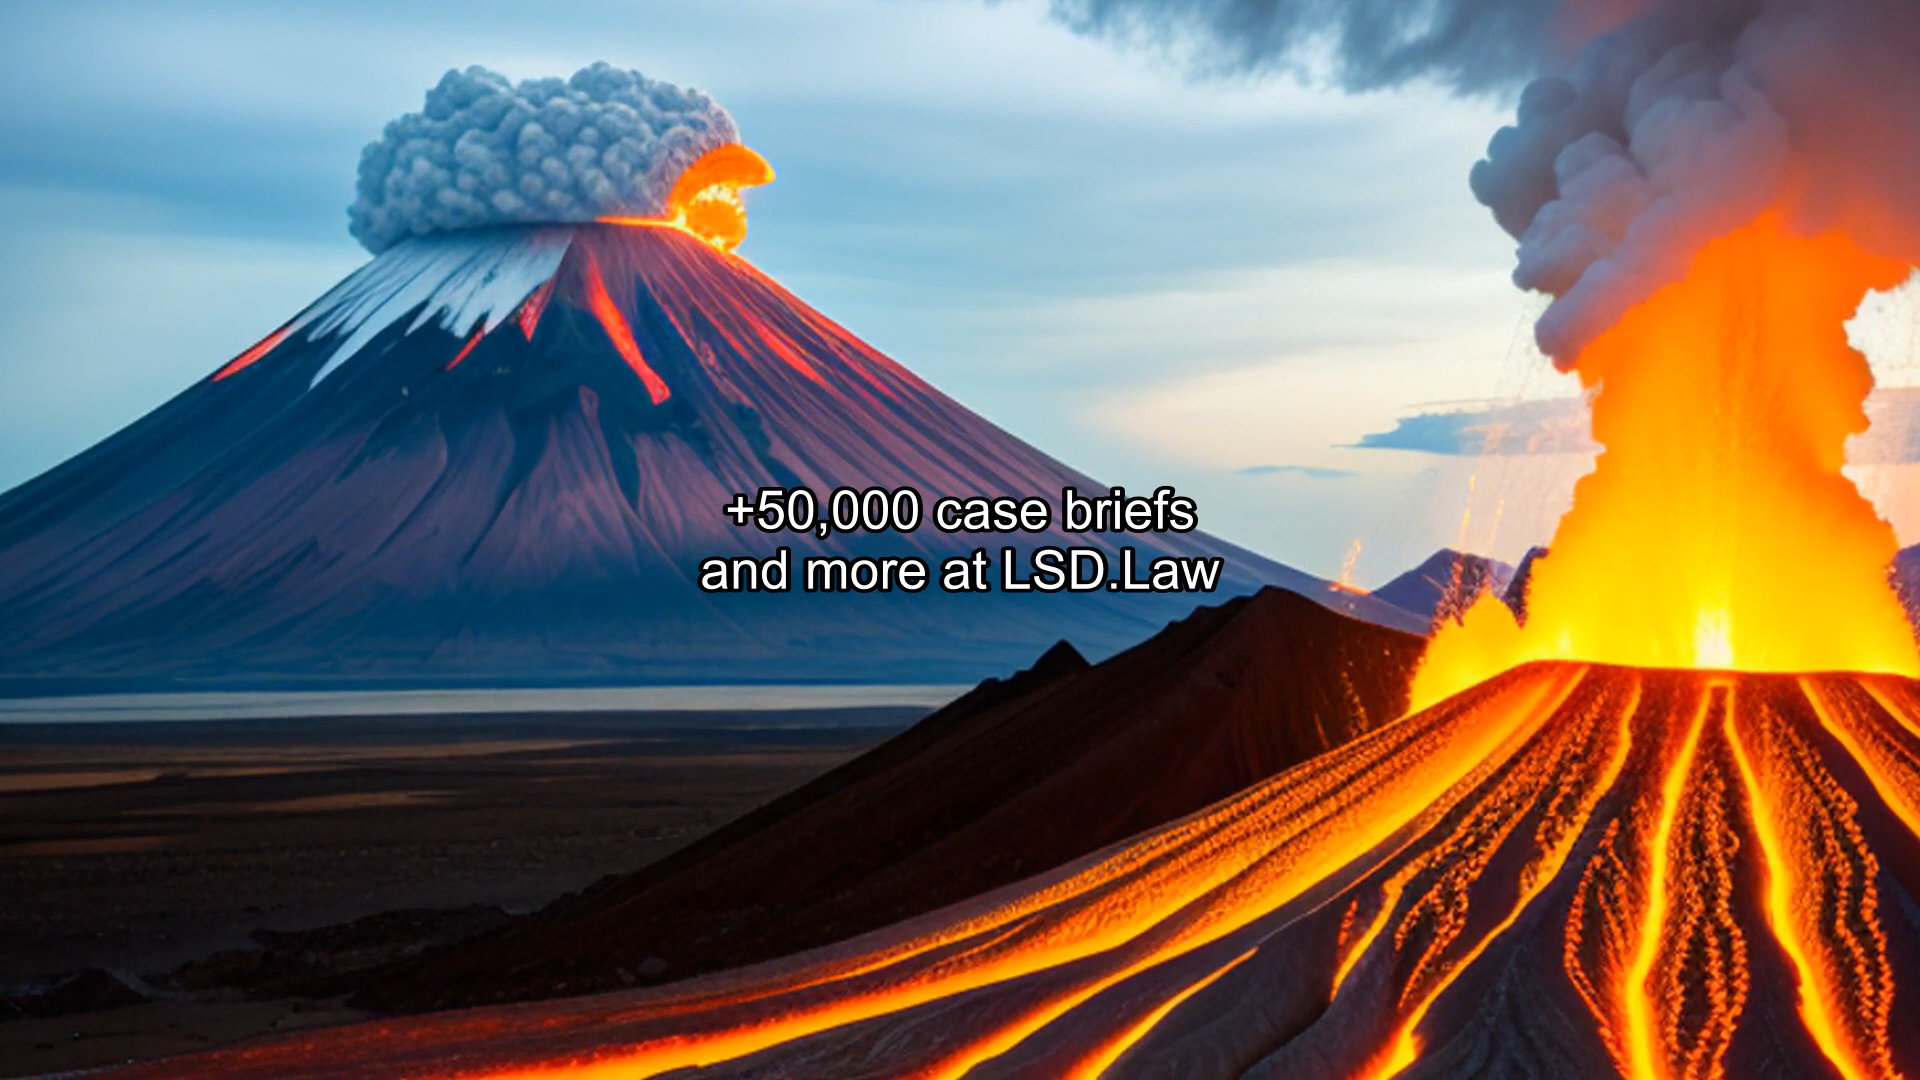 +50,000 case briefs
and more at LSD.Law